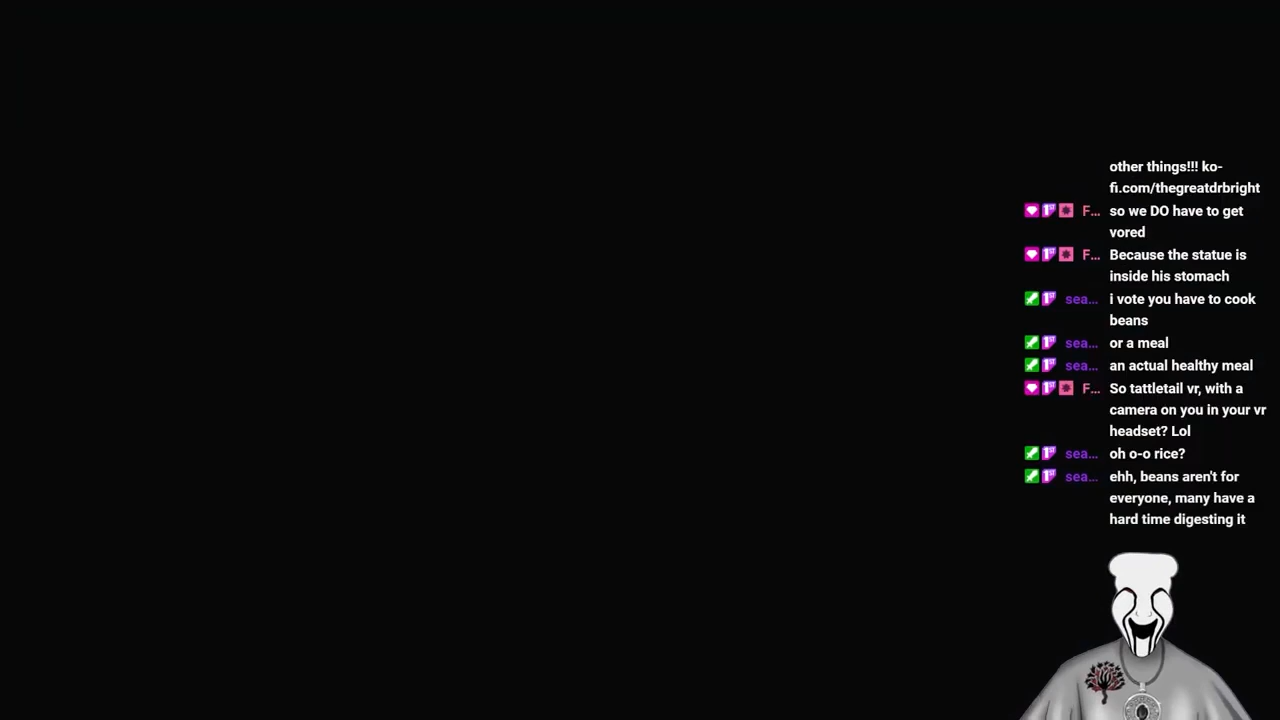 other things!!! ko-
fi.com/thegreatdrbright
F... so we DO have to get
vored
F... Because the statue is
inside his stomach
sea... i vote you have to cook
beans
sea... or a meal
sea... an actual healthy meal
F... So tattletail vr, with a
camera on you in your vr
headset? Lol
sea... oh o-o rice?
sea... ehh, beans aren't for
everyone, many have a
hard time digesting it